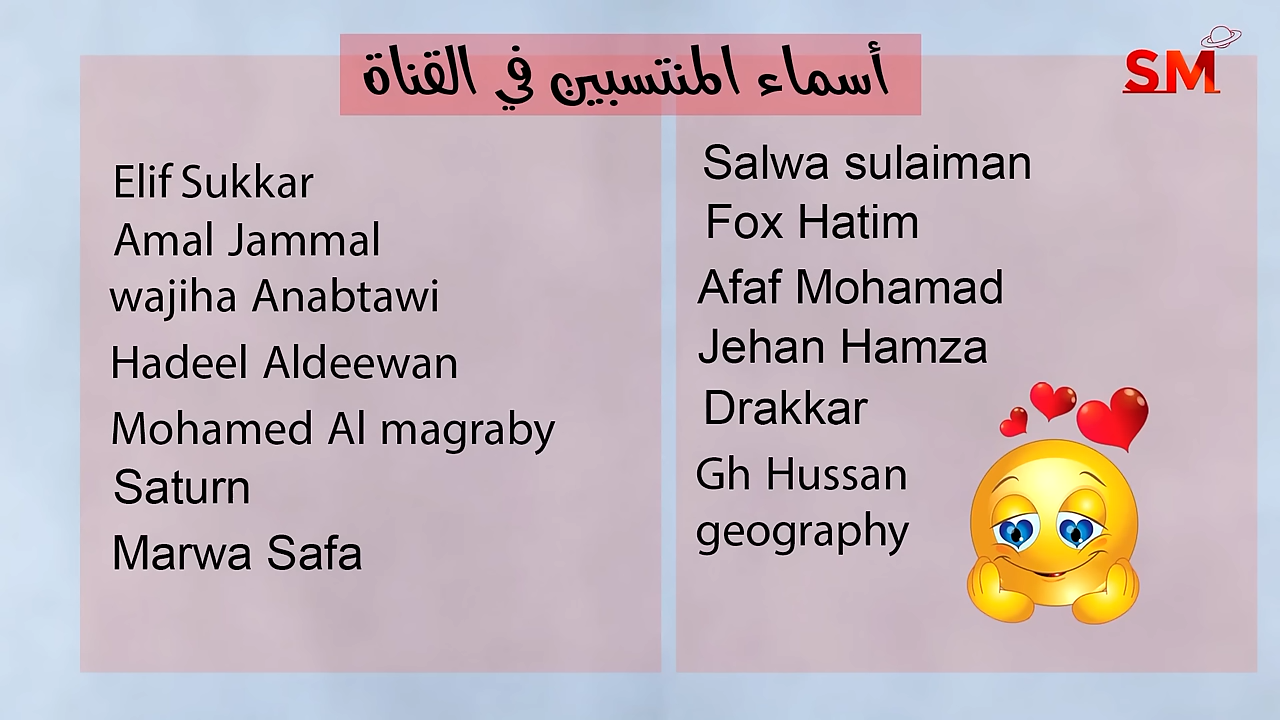 أسماء المنتسبين في القناة
SM
Elif Sukkar
Amal Jammal
wajiha Anabtawi
Hadeel Aldeewan
Mohamed Al magraby
Saturn
Marwa Safa
Salwa sulaiman
Fox Hatim
Afaf Mohamad
Jehan Hamza
Drakkar
Gh Hussan
geography